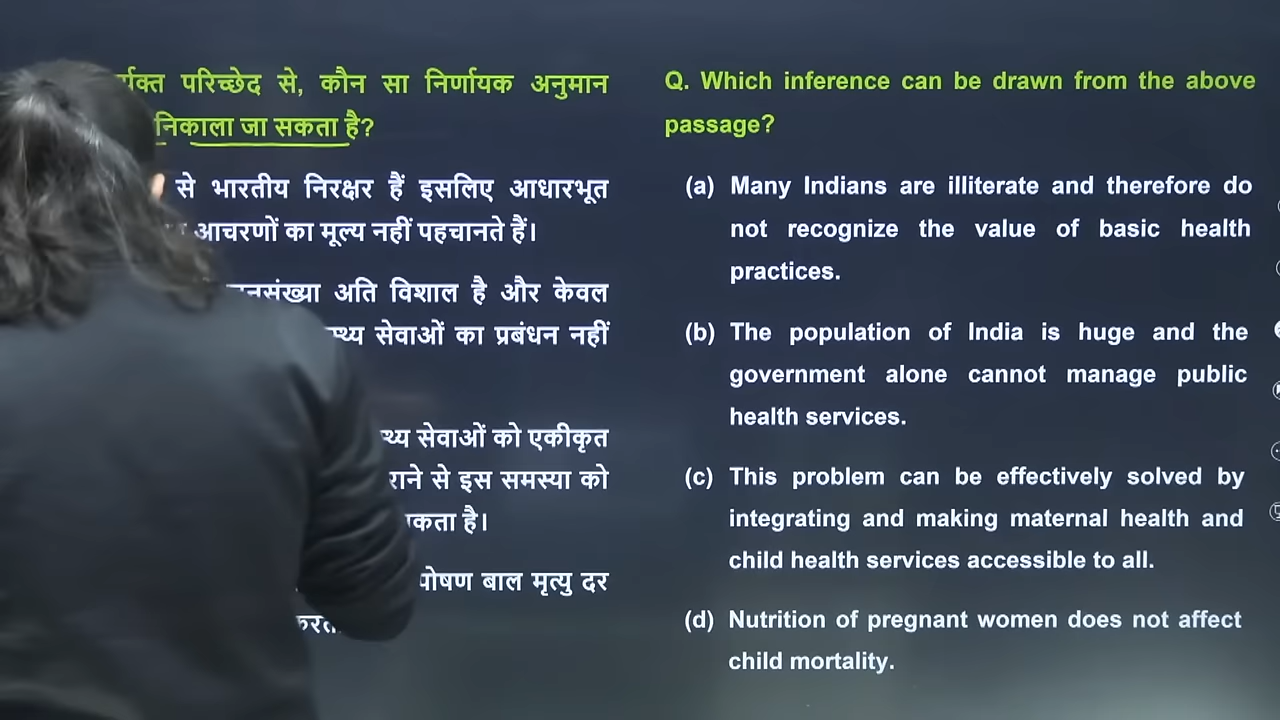 परिच्छेद से, कौन सा निर्णायक अनुमान
निकाला जा सकता है?
से भारतीय निरक्षर हैं इसलिए आधारभूत
आचरणों का मूल्य नहीं पहचानते हैं।
अति विशाल है और केवल
सेवाओं का प्रबंधन नहीं
सेवाओं को एकीकृत
से इस समस्या को
है।
बाल मृत्यु दर
Q. Which inference can be drawn from the above
passage?
(a) Many Indians are illiterate and therefore do
not recognize the value of basic health
practices.
(b) The population of India is huge and the
government alone cannot manage public
health services.
(c) This problem can be effectively solved by
integrating and making maternal health and
child health services accessible to all.
(d) Nutrition of pregnant women does not affect
child mortality.